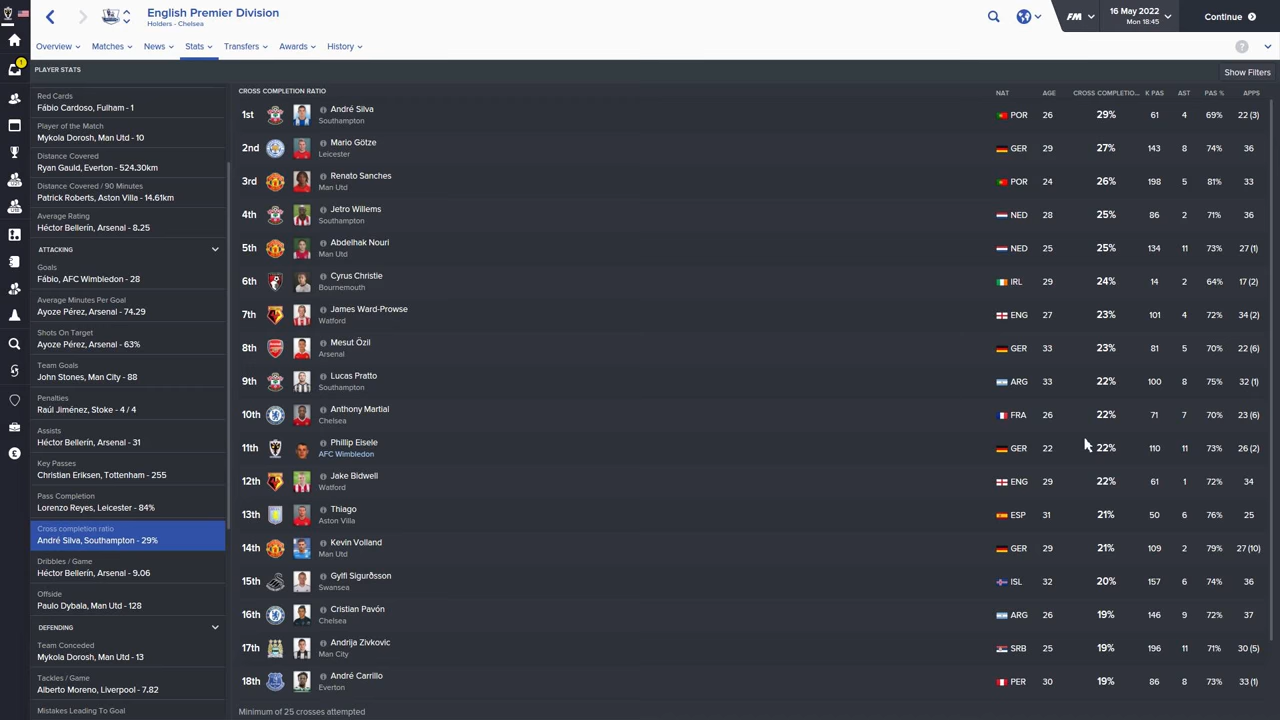 English Premier Division
Holders - Chelsea
FM
16 May 2022
Mon 18:45
Continue
Overview
Matches
News
Stats
Transfers
Awards
History
?
PLAYER STATS
Show Filters
1
Red Cards
Fábio Cardoso, Fulham - 1
Player of the Match
Mykola Dorosh, Man Utd - 10
Distance Covered
Ryan Gauld, Everton - 524.30km
Distance Covered / 90 Minutes
Patrick Roberts, Aston Villa - 14.61km
Average Rating
Héctor Bellerín, Arsenal - 8.25
ATTACKING
Goals
Fábio, AFC Wimbledon - 28
Average Minutes Per Goal
Ayoze Pérez, Arsenal - 74.29
Shots On Target
Ayoze Pérez, Arsenal - 63%
Team Goals
John Stones, Man City - 88
Penalties
Raúl Jiménez, Stoke - 4 / 4
Assists
Héctor Bellerín, Arsenal - 31
Key Passes
Christian Eriksen, Tottenham - 255
Pass Completion
Lorenzo Reyes, Leicester - 84%
Cross completion ratio
André Silva, Southampton - 29%
Dribbles / Game
Héctor Bellerín, Arsenal - 9.06
Offside
Paulo Dybala, Man Utd - 128
DEFENDING
Team Conceded
Mykola Dorosh, Man Utd - 13
Tackles / Game
Alberto Moreno, Liverpool - 7.82
Mistakes Leading To Goal
CROSS COMPLETION RATIO NAT AGE CROSS COMPLETIO... K PAS AST PAS % APPS
1st André Silva Southampton POR 26 29% 61 4 69% 22 (3)
2nd Mario Götze Leicester GER 29 27% 143 8 74% 36
3rd Renato Sanches Man Utd POR 24 26% 198 5 81% 33
4th Jetro Willems Southampton NED 28 25% 86 2 71% 36
5th Abdelhak Nouri Man Utd NED 25 25% 134 11 73% 27 (1)
6th Cyrus Christie Bournemouth IRL 29 24% 14 2 64% 17 (2)
7th James Ward-Prowse Watford ENG 27 23% 101 4 72% 34 (2)
8th Mesut Özil Arsenal GER 33 23% 81 5 70% 22 (6)
9th Lucas Pratto Southampton ARG 33 22% 100 8 75% 32 (1)
10th Anthony Martial Chelsea FRA 26 22% 71 7 70% 23 (6)
11th Phillip Eisele AFC Wimbledon GER 22 22% 110 11 73% 26 (2)
12th Jake Bidwell Watford ENG 29 22% 61 1 72% 34
13th Thiago Aston Villa ESP 31 21% 50 6 76% 25
14th Kevin Volland Man Utd GER 29 21% 109 2 79% 27 (10)
15th Gylfi Sigurðsson Swansea ISL 32 20% 157 6 74% 36
16th Cristian Pavón Chelsea ARG 26 19% 146 9 72% 37
17th Andrija Zivkovic Man City SRB 25 19% 196 11 71% 30 (5)
18th André Carrillo Everton PER 30 19% 86 8 73% 33 (1)
Minimum of 25 crosses attempted